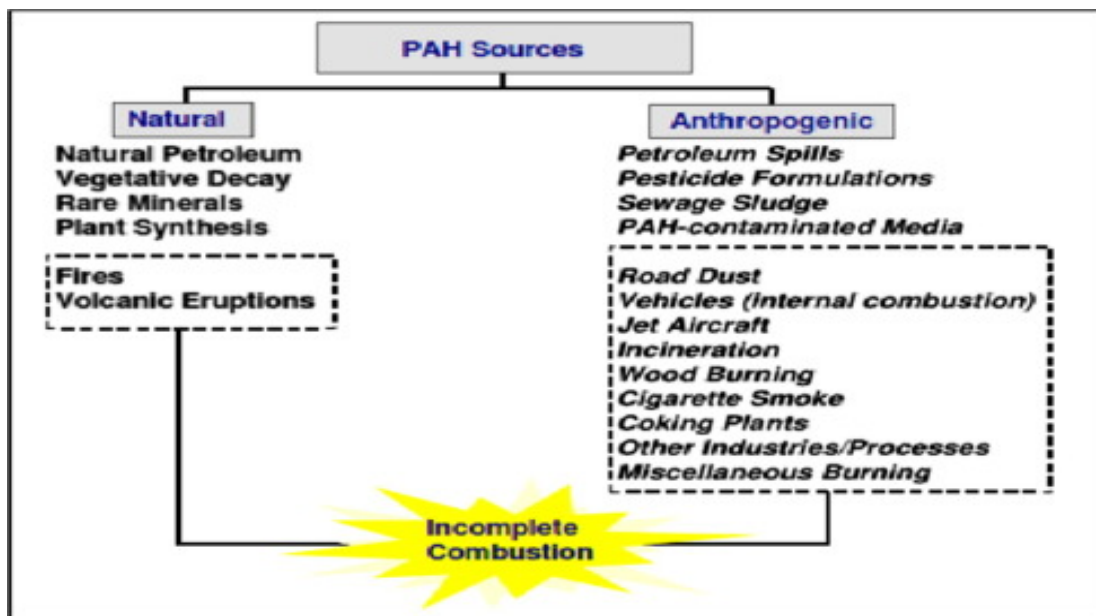 PAH Sources
Natural
Natural Petroleum
Vegetative Decay
Rare Minerals
Plant Synthesis
Fires
Volcanic Eruptions
Anthropogenic
Petroleum Spills
Pesticide Formulations
Sewage Sludge
PAH-contaminated Media
Road Dust
Vehicles (internal combustion)
Jet Aircraft
Incineration
Wood Burning
Cigarette Smoke
Coking Plants
Other Industries/Processes
Miscellaneous Burning
Incomplete
Combustion